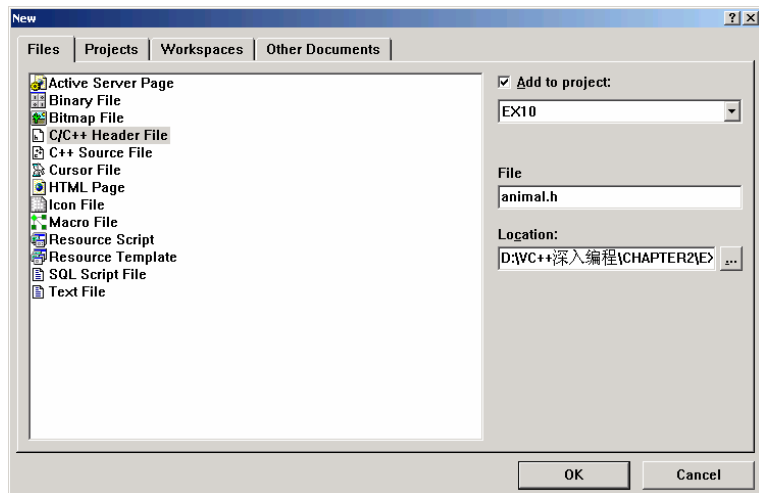 New
Files Projects Workspaces Other Documents
Active Server Page
Binary File
Bitmap File
C/C++ Header File
C++ Source File
Cursor File
HTML Page
Icon File
Macro File
Resource Script
Resource Template
SQL Script File
Text File
Add to project:
EX10
File
animal.h
Location:
D:\VC++深入编程\CHAPTER2\EX
...
OK Cancel